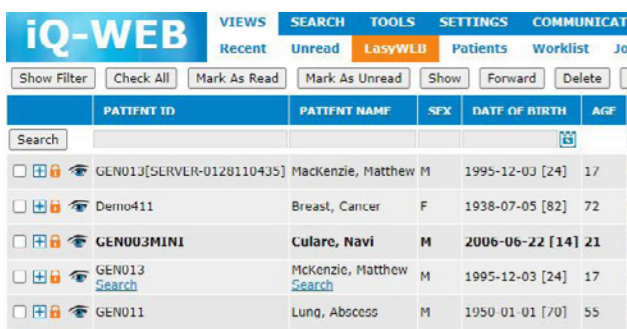 iQ-WEB VIEWS SEARCH TOOLS SETTINGS COMMUNICAT
Recent Unread LasyWLB Patients Worklist Jo
Show Filter Check All Mark As Read Mark As Unread Show Forward Delete
PATIENT ID PATIENT NAME SEX DATE OF BIRTH AGE
Search
GEN013[SERVER-0128110435] MacKenzie, Matthew M 1995-12-03 [24] 17
Demo411 Breast, Cancer F 1938-07-05 [82] 72
GEN003MINI Culare, Navi M 2006-06-22 [14] 21
GEN013 McKenzie, Matthew M 1995-12-03 [24] 17
Search Search
GEN011 Lung, Abscess M 1950-01-01 [70] 55